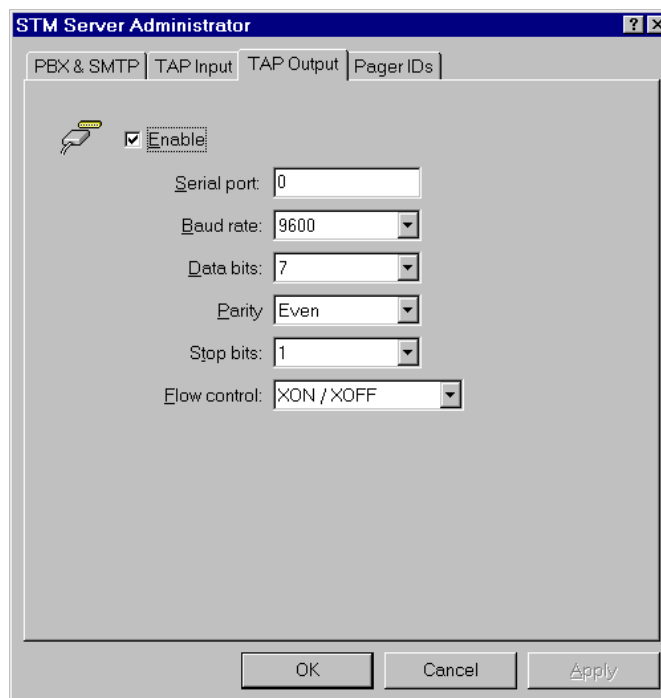 STM Server Administrator
PBX & SMTP TAP Input TAP Output Pager IDs
Enable
Serial port: 0
Baud rate: 9600
Data bits: 7
Parity Even
Stop bits: 1
Flow control: XON / XOFF
OK Cancel Apply